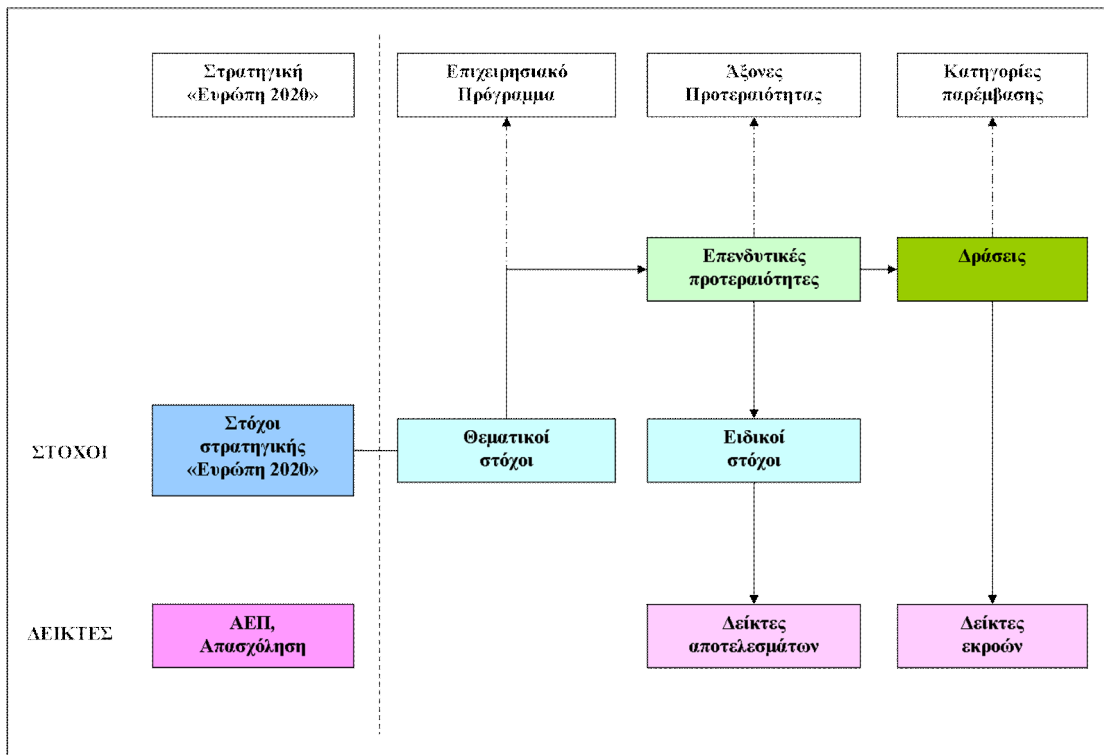 Στρατηγική
«Ευρώπη 2020»
Επιχειρησιακό
Πρόγραμμα
Άξονες
Προτεραιότητας
Κατηγορίες
παρέμβασης
Επενδυτικές
προτεραιότητες
Δράσεις
ΣΤΟΧΟΙ
Στόχοι
στρατηγικής
«Ευρώπη 2020»
Θεματικοί
στόχοι
Ειδικοί
στόχοι
ΔΕΙΚΤΕΣ
ΑΕΠ,
Απασχόληση
Δείκτες
αποτελεσμάτων
Δείκτες
εκροών